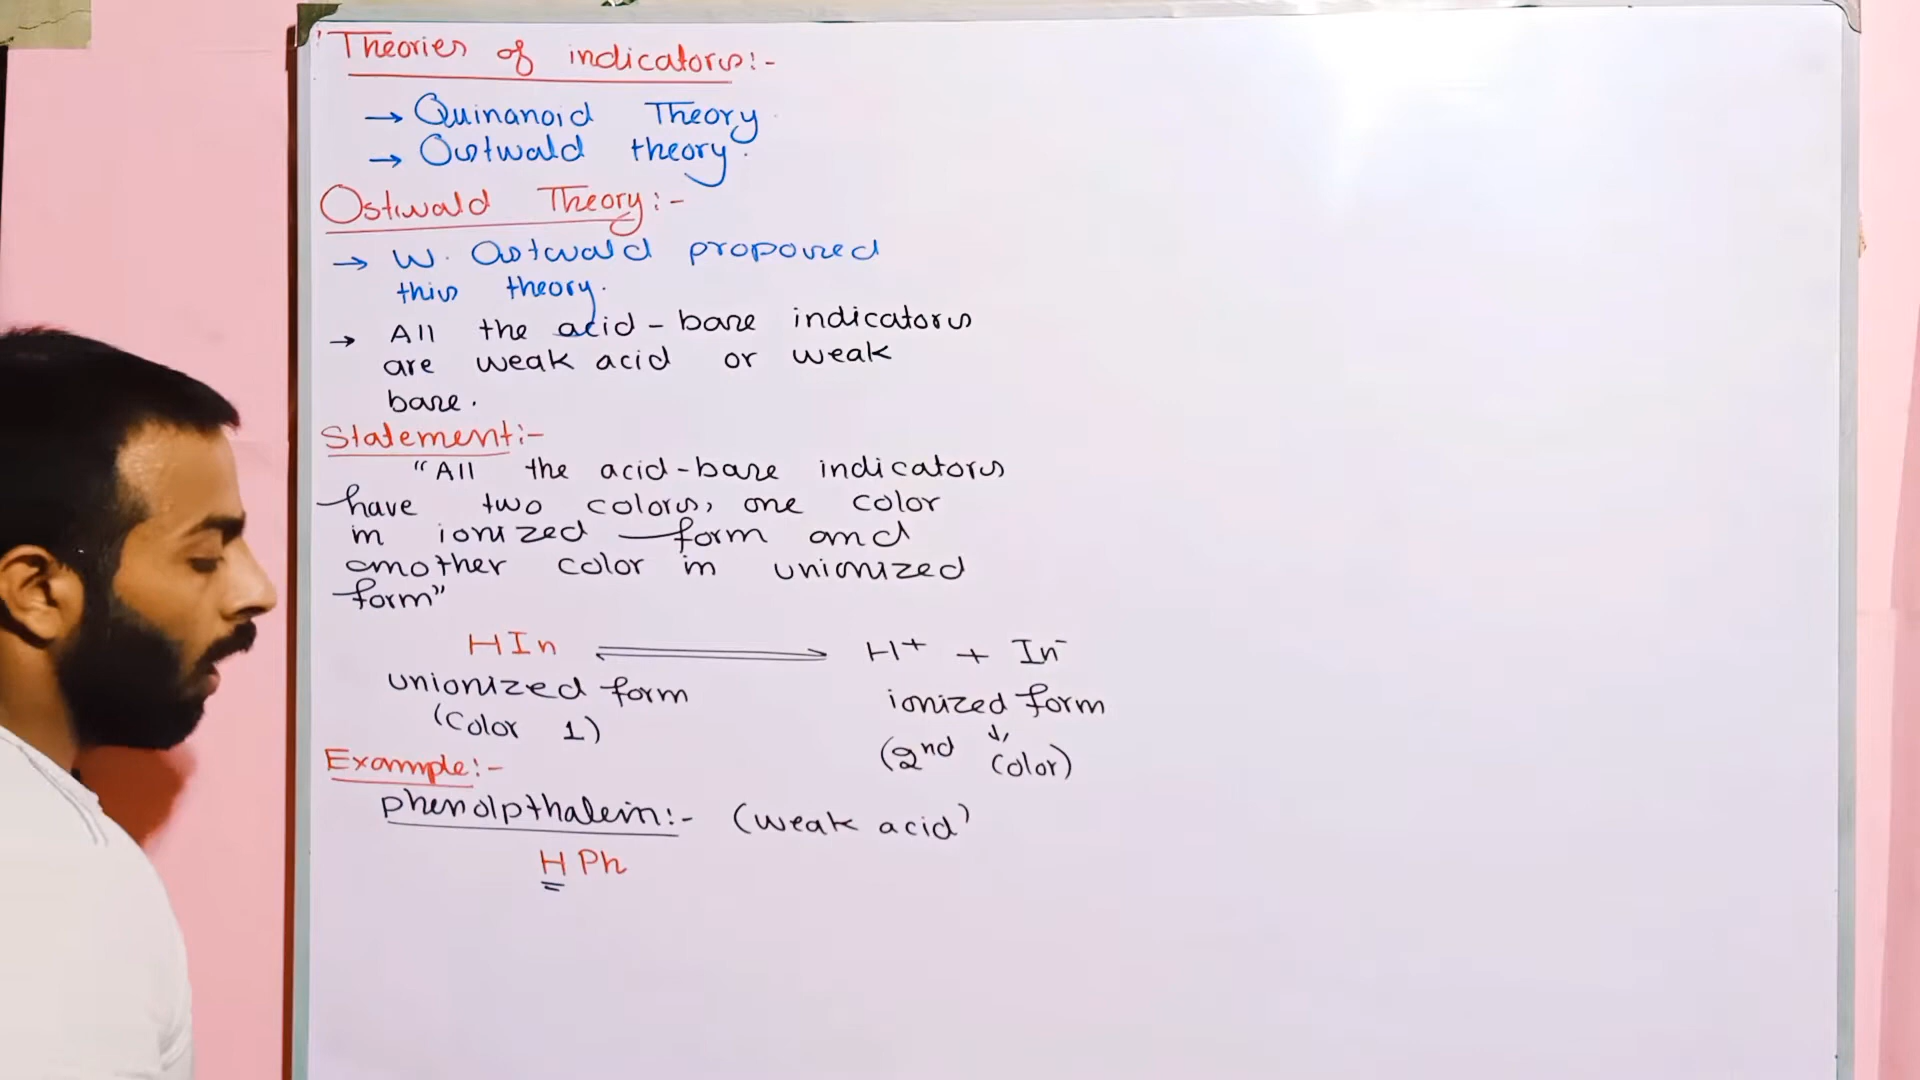 Theories of indicators:-
→ Quinanoid Theory
→ Ostwald theory.
Ostwald Theory:-
→ W. Ostwald proposed
this theory.
→ All the acid-base indicators
are weak acid or weak
base.
Statement:-
"All the acid-base indicators
have two colors, one color
in ionized form and
another color in unionized
form"
HIn ⇌ H+ + In-
unionized form ionized form
(color 1) ↓
(2nd color)
Example:-
phenolpthalein:- (weak acid)
HPh